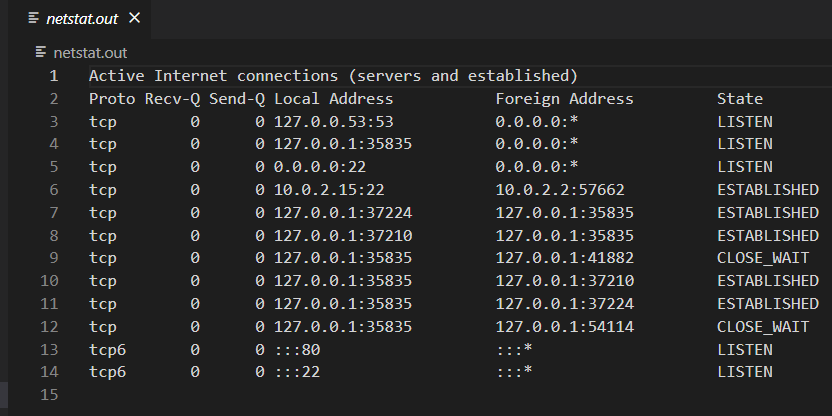 netstat.out
netstat.out
1 Active Internet connections (servers and established)
2 Proto Recv-Q Send-Q Local Address Foreign Address State
3 tcp 0 0 127.0.0.53:53 0.0.0.0:* LISTEN
4 tcp 0 0 127.0.0.1:35835 0.0.0.0:* LISTEN
5 tcp 0 0 0.0.0.0:22 0.0.0.0:* LISTEN
6 tcp 0 0 10.0.2.15:22 10.0.2.2:57662 ESTABLISHED
7 tcp 0 0 127.0.0.1:37224 127.0.0.1:35835 ESTABLISHED
8 tcp 0 0 127.0.0.1:37210 127.0.0.1:35835 ESTABLISHED
9 tcp 0 0 127.0.0.1:35835 127.0.0.1:41882 CLOSE_WAIT
10 tcp 0 0 127.0.0.1:35835 127.0.0.1:37210 ESTABLISHED
11 tcp 0 0 127.0.0.1:35835 127.0.0.1:37224 ESTABLISHED
12 tcp 0 0 127.0.0.1:35835 127.0.0.1:54114 CLOSE_WAIT
13 tcp6 0 0 :::80 :::* LISTEN
14 tcp6 0 0 :::22 :::* LISTEN
15